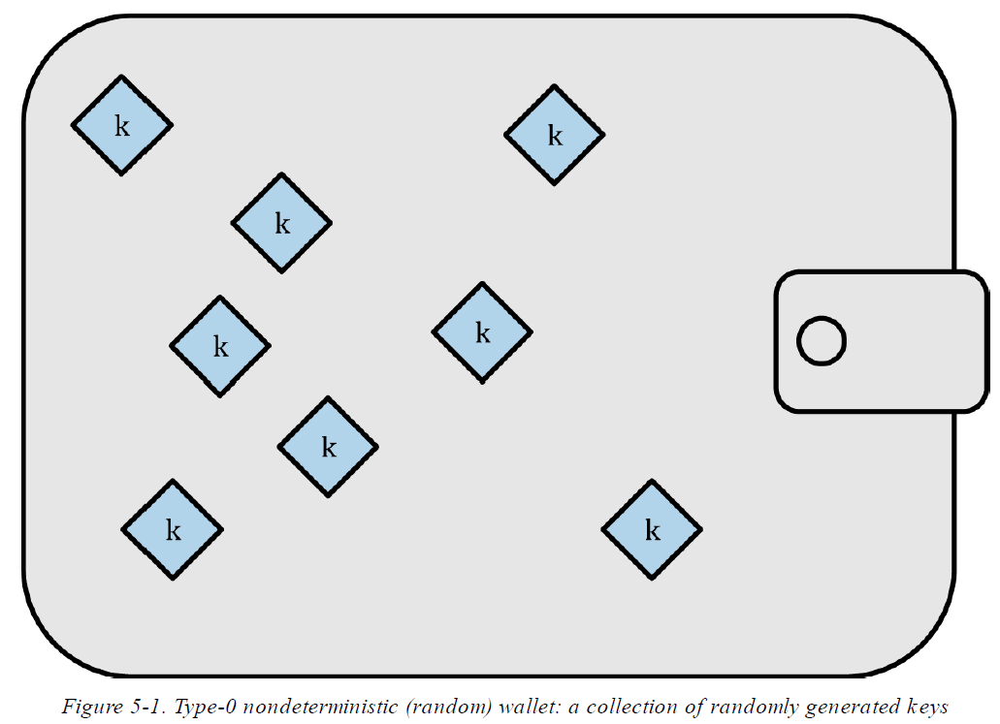 k
k
k
k
k
k
k
k
Figure 5-1. Type-0 nondeterministic (random) wallet: a collection of randomly generated keys